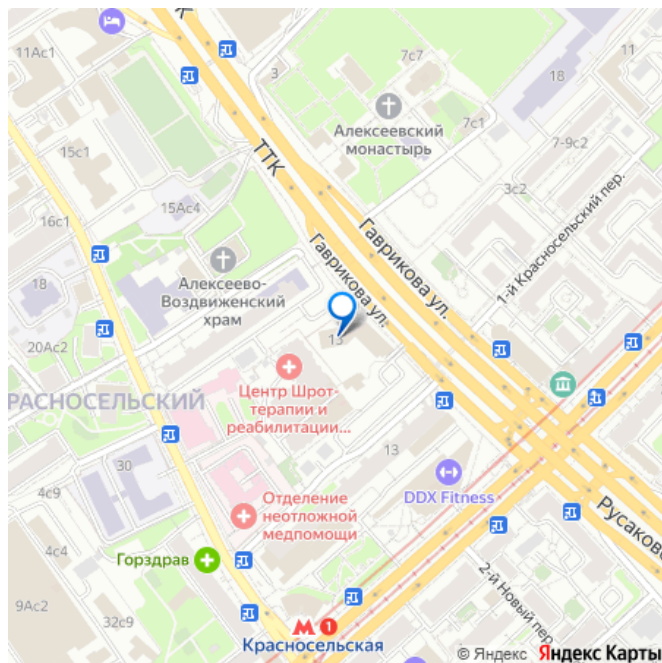 11Ас1
3
7с7
11
18
Алексеевский
монастырь
7с1
7-9с2
ТТК
15с1
3с2
1-й Красносельский пер.
15Ас4
16с1
Гаврикова ул.
Гаврикова ул.
Алексеево-
Воздвиженский
храм
18
13
20Ас2
Центр Шрот-
терапии и
реабилитации...
РАСНОСЕЛЬСКИЙ
13
30
4с9
DDX Fitness
Отделение
неотложной
медпомощи
Русаков
4с4
Горздрав
2-й Новый пер.
9Ас2
32с9
М 1
Красносельская
© Яндекс Яндекс Карты